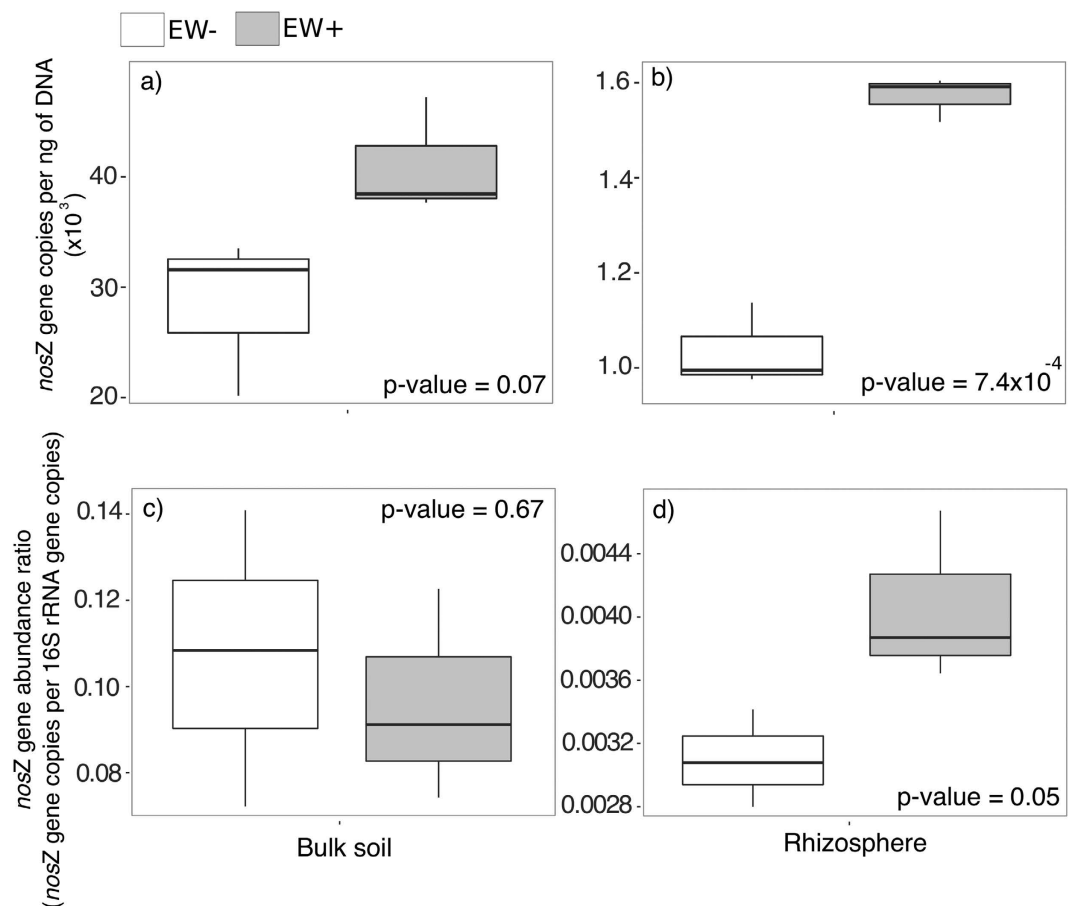 EW- EW+
nosZ gene copies per ng of DNA
(x10³)
a)
40
30
20
p-value = 0.07
b)
1.6
1.4
1.2
1.0
p-value = 7.4x10⁻⁴
nosZ gene abundance ratio
(nosZ gene copies per 16S rRNA gene copies)
c)
p-value = 0.67
0.14
0.12
0.10
0.08
Bulk soil
d)
0.0044
0.0040
0.0036
0.0032
0.0028
p-value = 0.05
Rhizosphere